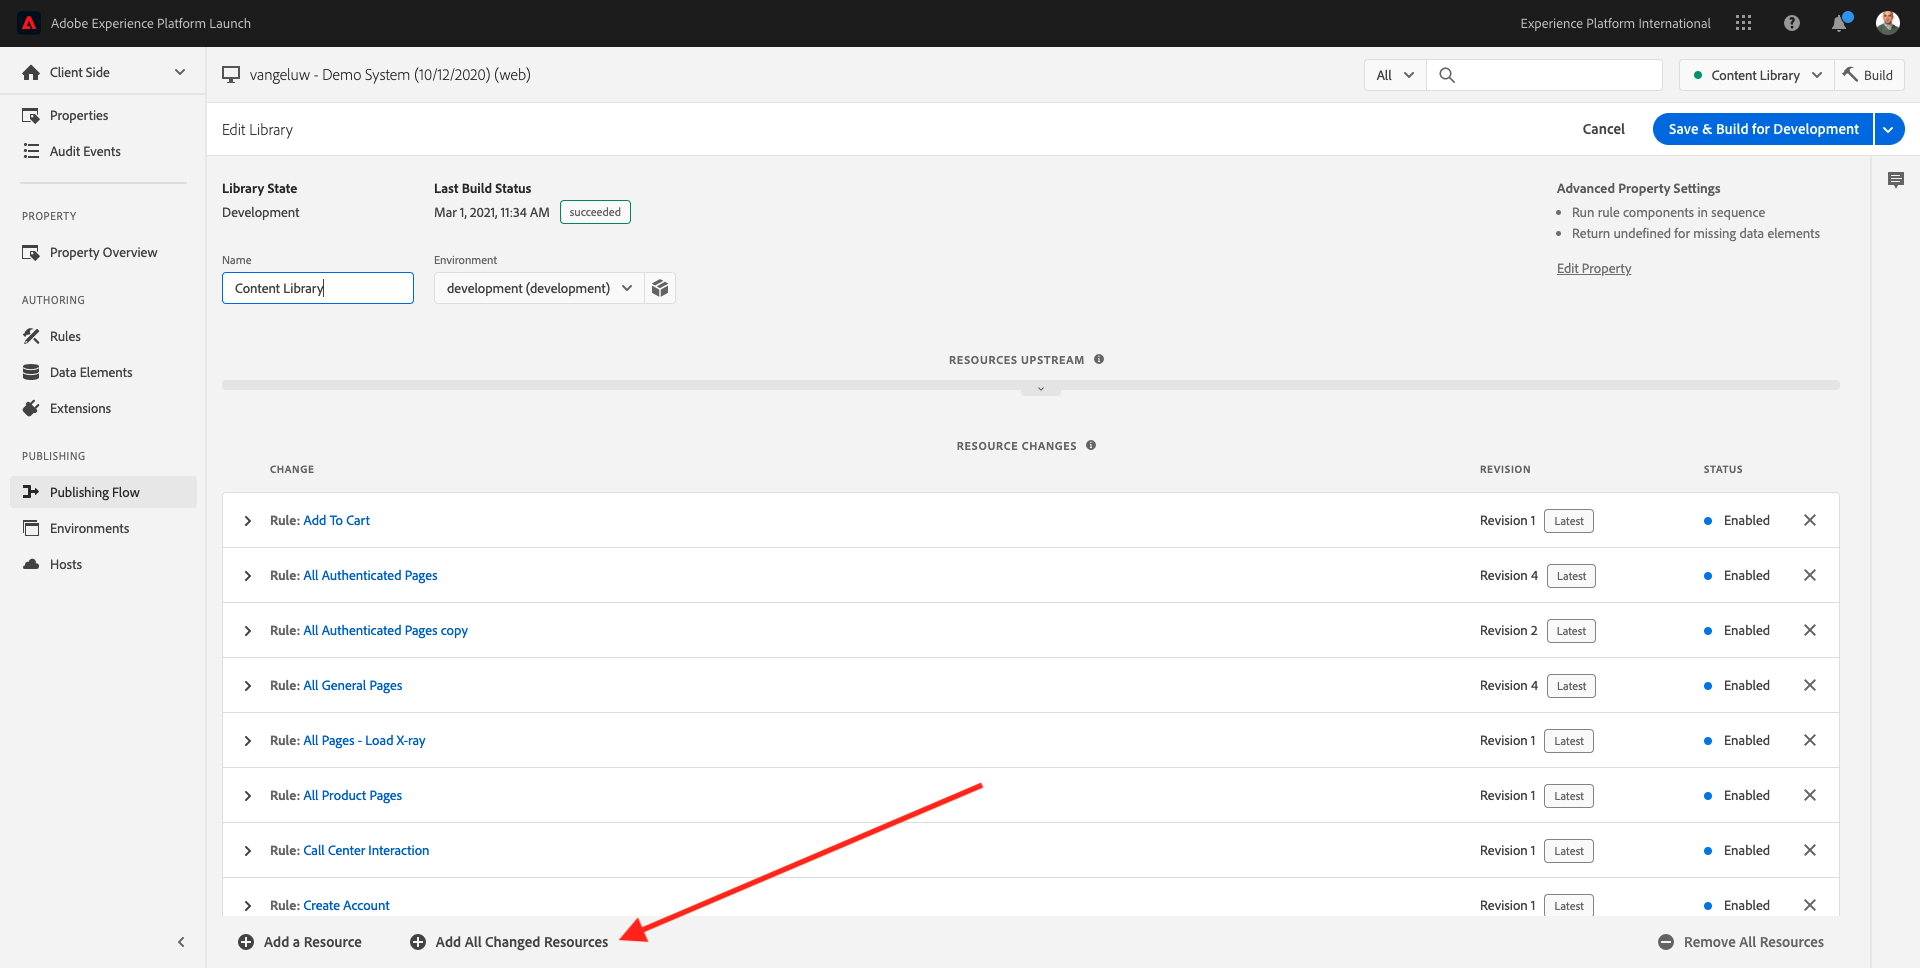 Adobe Experience Platform Launch
Experience Platform International
Client Side
vangeluw - Demo System (10/12/2020) (web)
All
Content Library
Build
Properties
Audit Events
Edit Library
Cancel
Save & Build for Development
PROPERTY
Property Overview
AUTHORING
Rules
Data Elements
Extensions
PUBLISHING
Publishing Flow
Environments
Hosts
Library State
Development
Last Build Status
Mar 1, 2021, 11:34 AM succeeded
Advanced Property Settings
Run rule components in sequence
Return undefined for missing data elements
Edit Property
Name
Content Library
Environment
development (development)
RESOURCES UPSTREAM
RESOURCE CHANGES
CHANGE REVISION STATUS
Rule: Add To Cart Revision 1 Latest Enabled
Rule: All Authenticated Pages Revision 4 Latest Enabled
Rule: All Authenticated Pages copy Revision 2 Latest Enabled
Rule: All General Pages Revision 4 Latest Enabled
Rule: All Pages - Load X-ray Revision 1 Latest Enabled
Rule: All Product Pages Revision 1 Latest Enabled
Rule: Call Center Interaction Revision 1 Latest Enabled
Rule: Create Account Revision 1 Latest Enabled
Add a Resource
Add All Changed Resources
Remove All Resources